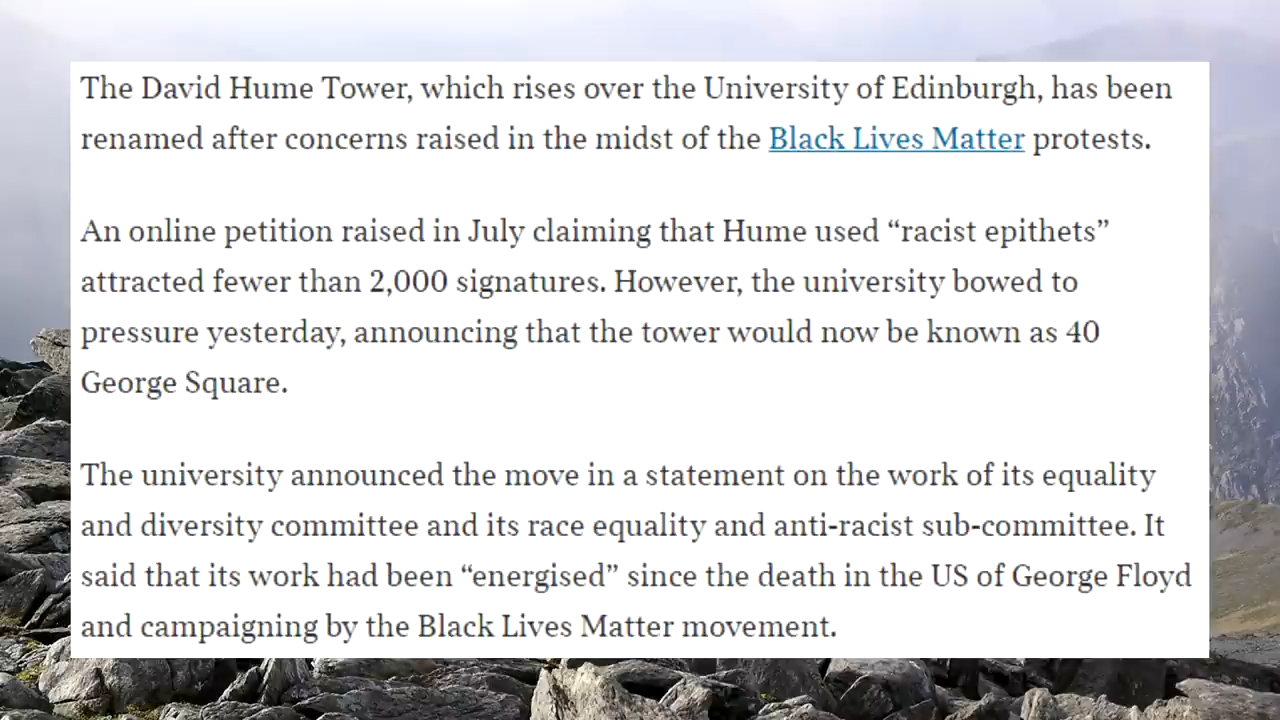 The David Hume Tower, which rises over the University of Edinburgh, has been
renamed after concerns raised in the midst of the Black Lives Matter protests.
An online petition raised in July claiming that Hume used “racist epithets”
attracted fewer than 2,000 signatures. However, the university bowed to
pressure yesterday, announcing that the tower would now be known as 40
George Square.
The university announced the move in a statement on the work of its equality
and diversity committee and its race equality and anti-racist sub-committee. It
said that its work had been “energised” since the death in the US of George Floyd
and campaigning by the Black Lives Matter movement.